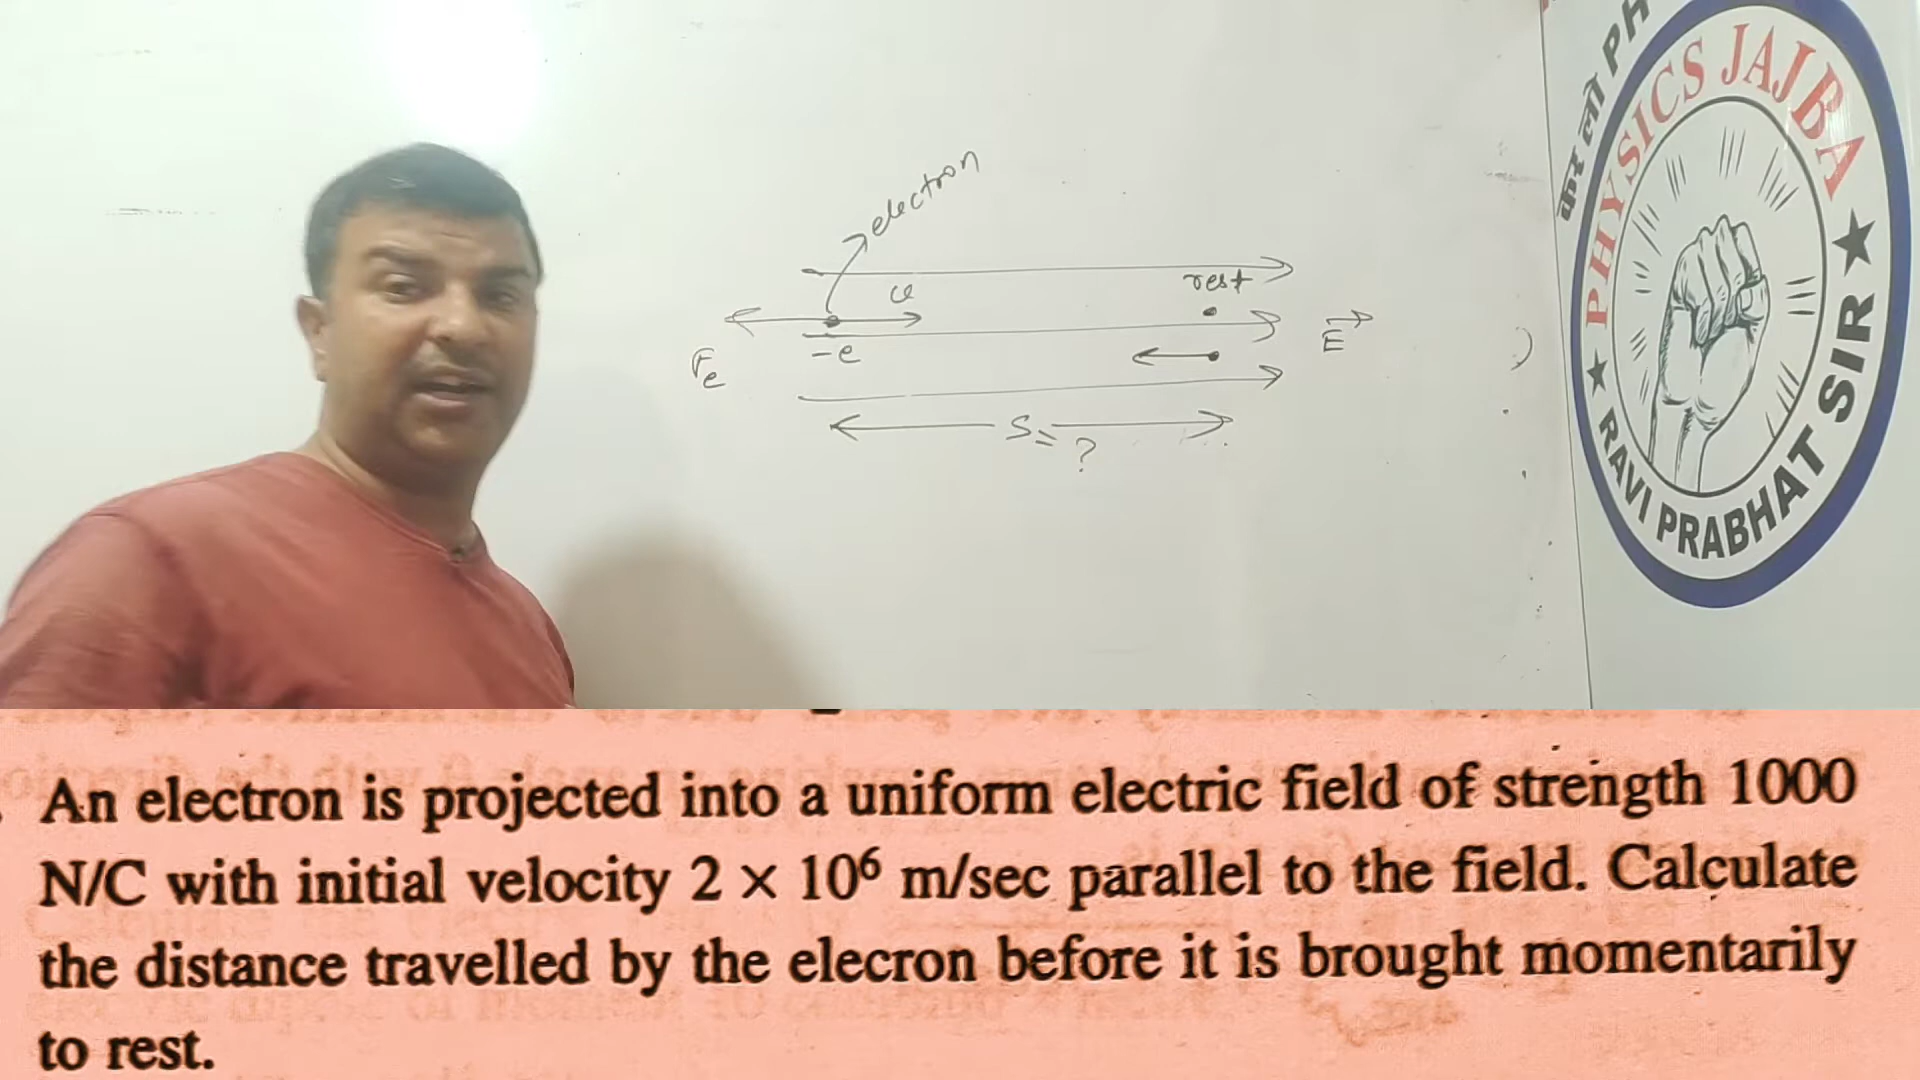 electron
u
rest
-e
Fe
E
S = ?
कर लो PH
PHYSICS JAJBA
★ RAVI PRABHAT SIR ★
An electron is projected into a uniform electric field of strength 1000
N/C with initial velocity 2 × 10⁶ m/sec parallel to the field. Calculate
the distance travelled by the elecron before it is brought momentarily
to rest.